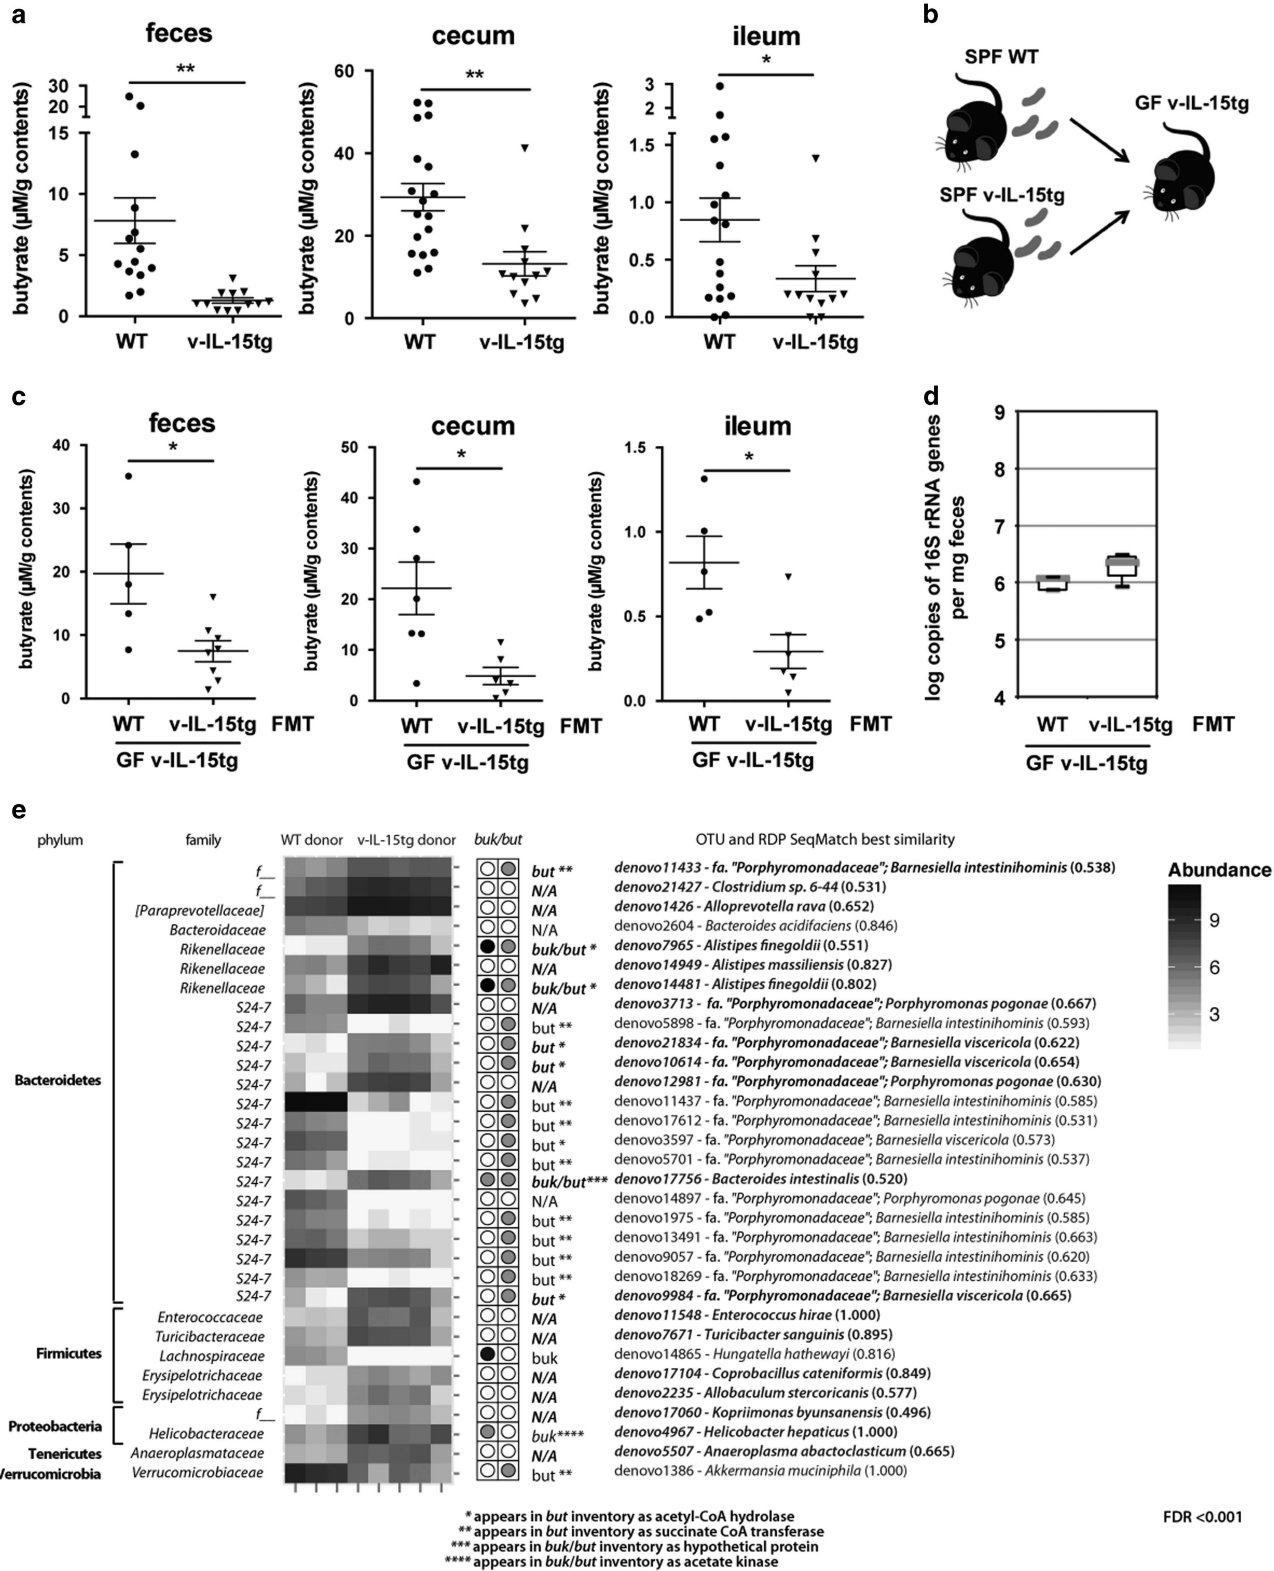 a
feces
**
butyrate (µM/g contents)
30
20
15
10
5
0
WT v-IL-15tg
cecum
**
butyrate (µM/g contents)
60
40
20
0
WT v-IL-15tg
ileum
*
butyrate (µM/g contents)
3
2
1.5
1.0
0.5
0.0
WT v-IL-15tg
b
SPF WT
GF v-IL-15tg
SPF v-IL-15tg
c
feces
*
butyrate (µM/g contents)
40
30
20
10
0
WT v-IL-15tg FMT
GF v-IL-15tg
cecum
*
butyrate (µM/g contents)
50
40
30
20
10
0
WT v-IL-15tg FMT
GF v-IL-15tg
ileum
*
butyrate (µM/g contents)
1.5
1.0
0.5
0.0
WT v-IL-15tg FMT
GF v-IL-15tg
d
log copies of 16S rRNA genes
per mg feces
9
8
7
6
5
4
WT v-IL-15tg FMT
GF v-IL-15tg
e
phylum family WT donor v-IL-15tg donor buk/but OTU and RDP SeqMatch best similarity
f__ but ** denovo11433 - fa. "Porphyromonadaceae"; Barnesiella intestinihominis (0.538)
f__ N/A denovo21427 - Clostridium sp. 6-44 (0.531)
[Paraprevotellaceae] N/A denovo1426 - Alloprevotella rava (0.652)
Bacteroidaceae N/A denovo2604 - Bacteroides acidifaciens (0.846)
Rikenellaceae buk/but * denovo7965 - Alistipes finegoldii (0.551)
Rikenellaceae N/A denovo14949 - Alistipes massiliensis (0.827)
Rikenellaceae buk/but * denovo14481 - Alistipes finegoldii (0.802)
S24-7 N/A denovo3713 - fa. "Porphyromonadaceae"; Porphyromonas pogonae (0.667)
S24-7 but ** denovo5898 - fa. "Porphyromonadaceae"; Barnesiella intestinihominis (0.593)
S24-7 but * denovo21834 - fa. "Porphyromonadaceae"; Barnesiella viscericola (0.622)
S24-7 but * denovo10614 - fa. "Porphyromonadaceae"; Barnesiella viscericola (0.654)
Bacteroidetes S24-7 N/A denovo12981 - fa. "Porphyromonadaceae"; Porphyromonas pogonae (0.630)
S24-7 but ** denovo11437 - fa. "Porphyromonadaceae"; Barnesiella intestinihominis (0.585)
S24-7 but ** denovo17612 - fa. "Porphyromonadaceae"; Barnesiella intestinihominis (0.531)
S24-7 but * denovo3597 - fa. "Porphyromonadaceae"; Barnesiella viscericola (0.573)
S24-7 but ** denovo5701 - fa. "Porphyromonadaceae"; Barnesiella intestinihominis (0.537)
S24-7 buk/but*** denovo17756 - Bacteroides intestinalis (0.520)
S24-7 N/A denovo14897 - fa. "Porphyromonadaceae"; Porphyromonas pogonae (0.645)
S24-7 but ** denovo1975 - fa. "Porphyromonadaceae"; Barnesiella intestinihominis (0.585)
S24-7 but ** denovo13491 - fa. "Porphyromonadaceae"; Barnesiella intestinihominis (0.663)
S24-7 but ** denovo9057 - fa. "Porphyromonadaceae"; Barnesiella intestinihominis (0.620)
S24-7 but ** denovo18269 - fa. "Porphyromonadaceae"; Barnesiella intestinihominis (0.633)
S24-7 but * denovo9984 - fa. "Porphyromonadaceae"; Barnesiella viscericola (0.665)
Enterococcaceae N/A denovo11548 - Enterococcus hirae (1.000)
Turicibacteraceae N/A denovo7671 - Turicibacter sanguinis (0.895)
Firmicutes Lachnospiraceae buk denovo14865 - Hungatella hathewayi (0.816)
Erysipelotrichaceae N/A denovo17104 - Coprobacillus cateniformis (0.849)
Erysipelotrichaceae N/A denovo2235 - Allobaculum stercoricanis (0.577)
Proteobacteria f__ N/A denovo17060 - Kopriimonas byunsanensis (0.496)
Helicobacteraceae buk**** denovo4967 - Helicobacter hepaticus (1.000)
Tenericutes Anaeroplasmataceae N/A denovo5507 - Anaeroplasma abactoclasticum (0.665)
Verrucomicrobia Verrucomicrobiaceae but ** denovo1386 - Akkermansia muciniphila (1.000)
Abundance
9
6
3
* appears in but inventory as acetyl-CoA hydrolase
** appears in but inventory as succinate CoA transferase
*** appears in buk/but inventory as hypothetical protein
**** appears in buk/but inventory as acetate kinase
FDR <0.001